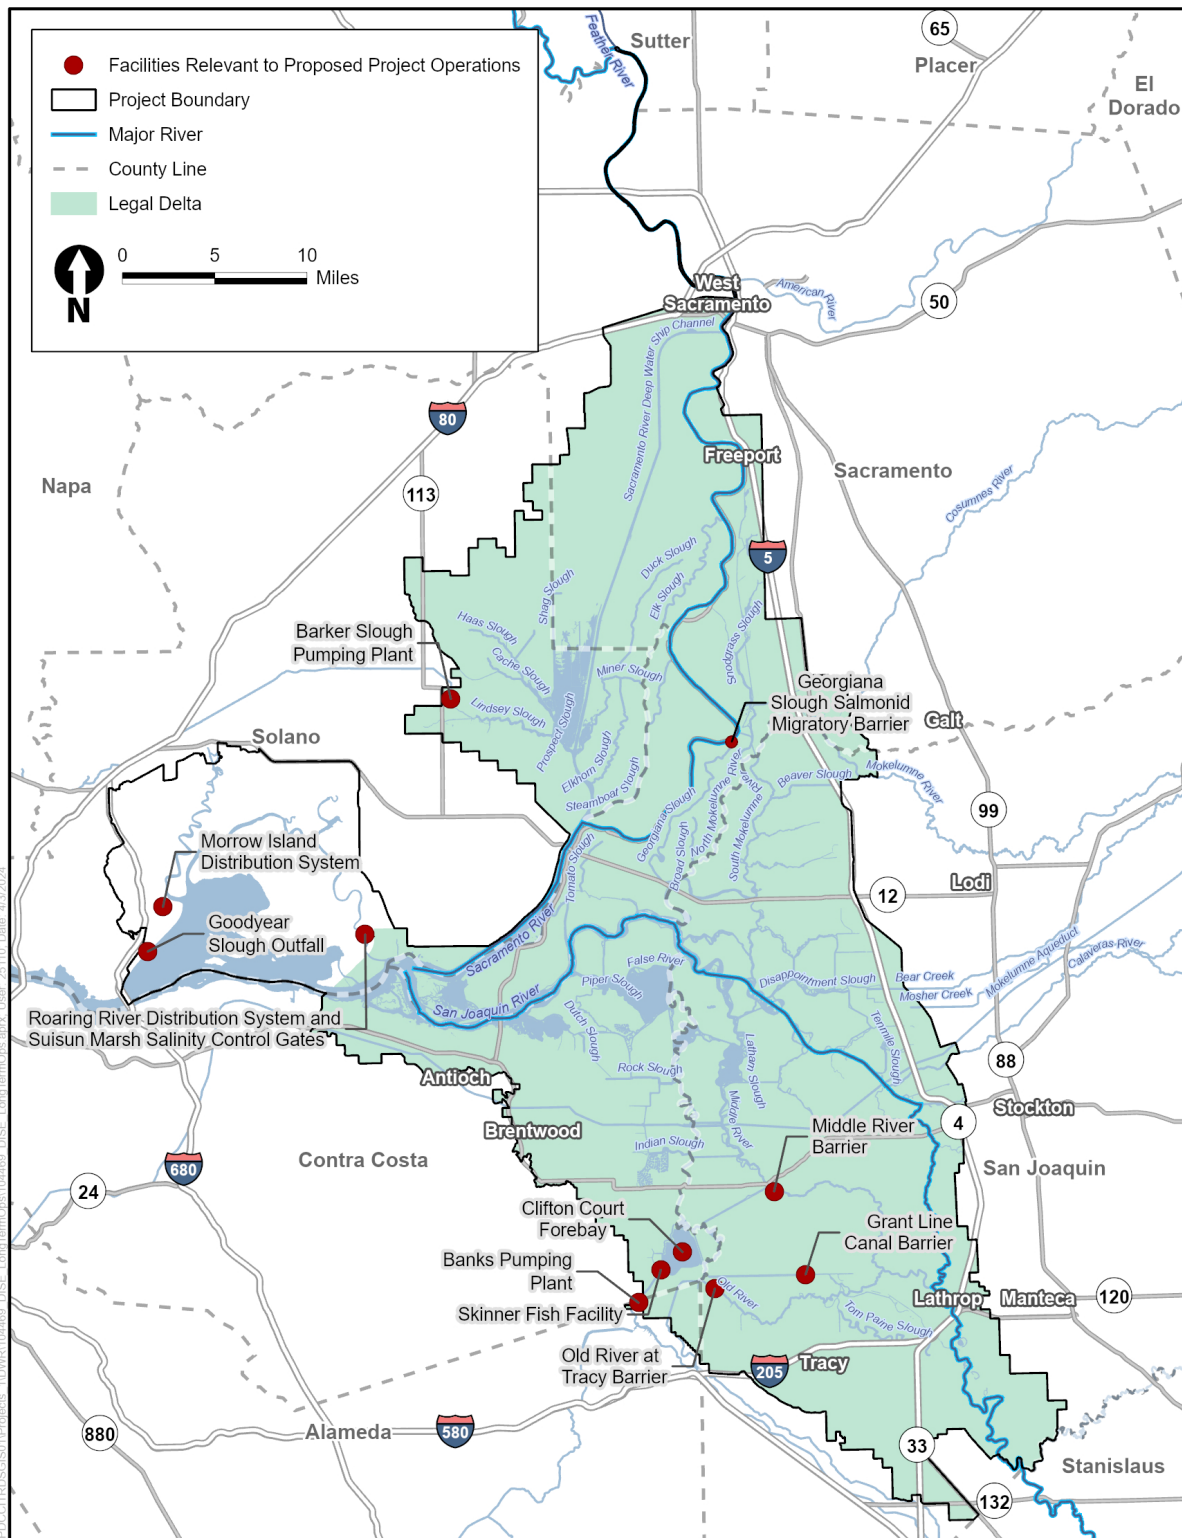 Facilities Relevant to Proposed Project Operations
Project Boundary
Major River
County Line
Legal Delta
0 5 10
Miles
N
Feather River
Sutter
65
Placer
El
Dorado
West
Sacramento
American River
50
Sacramento River Deep Water Ship Channel
80
Freeport
Sacramento
Napa
113
Cosumnes River
5
Duck Slough
Elk Slough
Shag Slough
Haas Slough
Cache Slough
Snodgrass Slough
Barker Slough
Pumping Plant
Miner Slough
Lindsey Slough
Prospect Slough
Georgiana
Slough Salmonid
Migratory Barrier
Galt
Solano
Elkhorn Slough
Steamboat Slough
Beaver Slough
Mokelumne River
Georgiana Slough
North Mokelumne River
South Mokelumne River
Broad Slough
99
Morrow Island
Distribution System
Tomato Slough
Lodi
12
Goodyear
Slough Outfall
Sacramento River
San Joaquin River
False River
Piper Slough
Disappointment Slough
Bear Creek
Mosher Creek
Mokelumne Aqueduct
Calaveras River
Roaring River Distribution System and
Suisun Marsh Salinity Control Gates
Dutch Slough
Tenmile Slough
Rock Slough
Latham Slough
88
Antioch
Middle River
Stockton
Brentwood
4
Middle River
Barrier
Indian Slough
680
Contra Costa
San Joaquin
24
Clifton Court
Forebay
Grant Line
Canal Barrier
Banks Pumping
Plant
Skinner Fish Facility
Old River
Lathrop
Manteca
120
Tom Paine Slough
Old River at
Tracy Barrier
205
Tracy
Alameda
580
880
33
Stanislaus
132